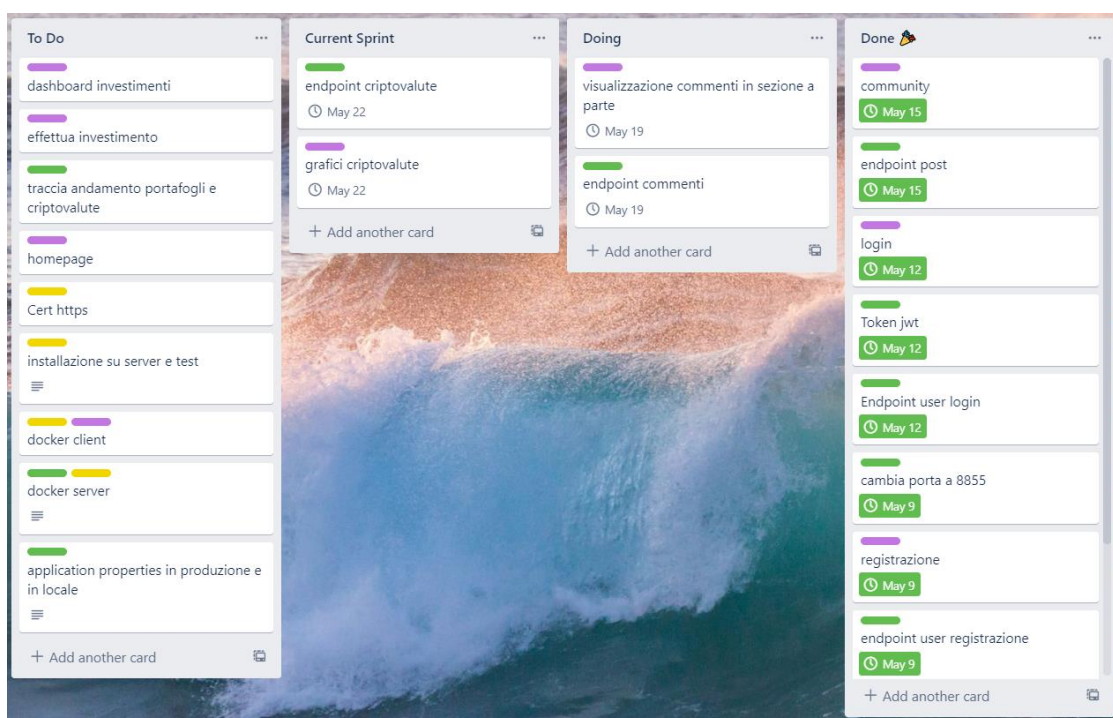 To Do
dashboard investimenti
effettua investimento
traccia andamento portafogli e
criptovalute
homepage
Cert https
installazione su server e test
docker client
docker server
application properties in produzione e
in locale
+ Add another card
Current Sprint
endpoint criptovalute
May 22
grafici criptovalute
May 22
+ Add another card
Doing
visualizzazione commenti in sezione a
parte
May 19
endpoint commenti
May 19
+ Add another card
Done 🎉
community
May 15
endpoint post
May 15
login
May 12
Token jwt
May 12
Endpoint user login
May 12
cambia porta a 8855
May 9
registrazione
May 9
endpoint user registrazione
May 9
+ Add another card